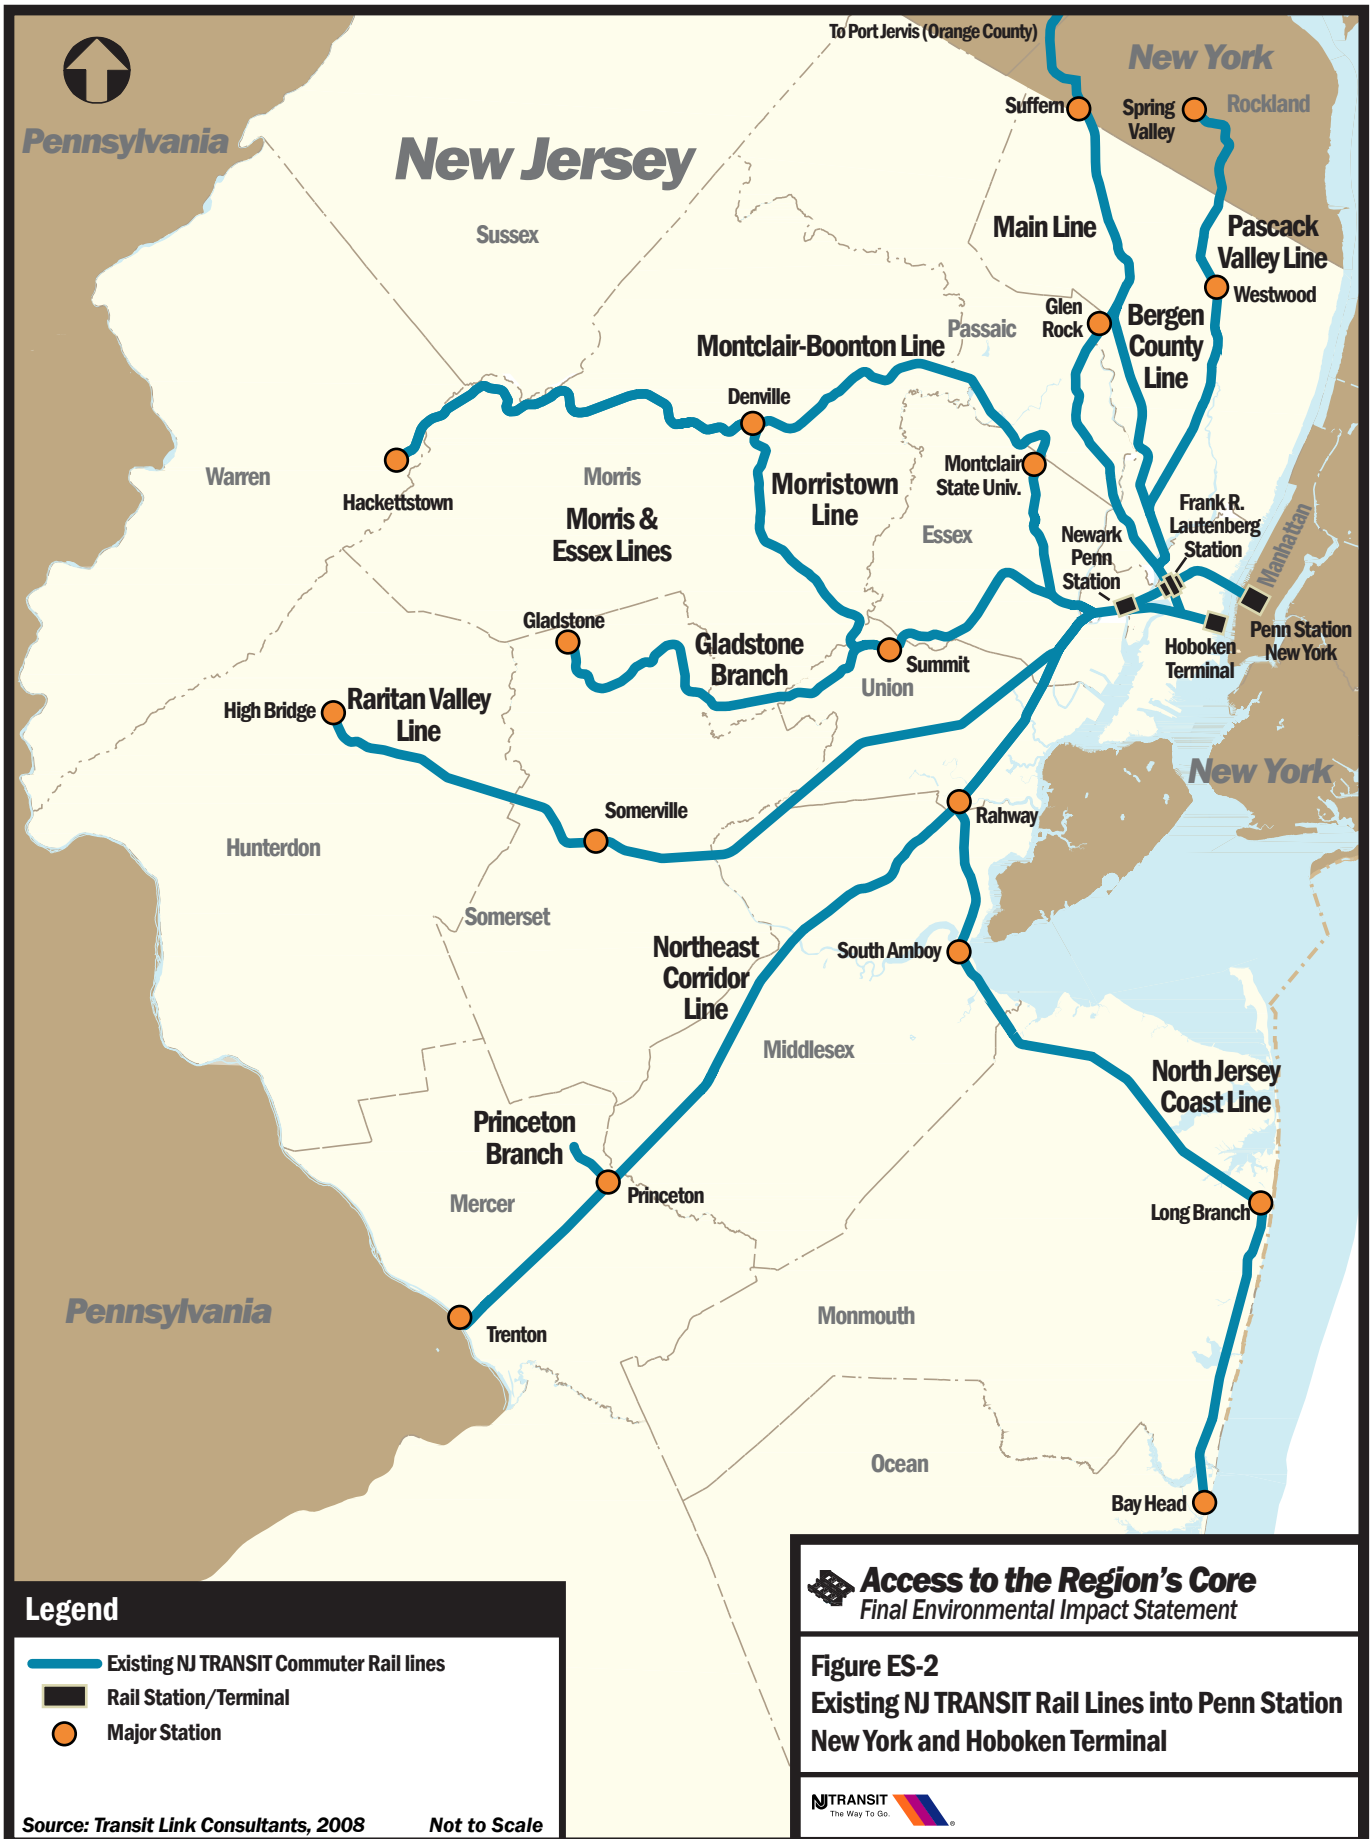 To Port Jervis (Orange County)
New York
Suffern
Spring
Valley
Rockland
Pennsylvania
New Jersey
Sussex
Main Line
Pascack
Valley Line
Westwood
Glen
Rock
Bergen
County
Line
Passaic
Montclair-Boonton Line
Denville
Warren
Hackettstown
Morris
Morristown
Line
Montclair
State Univ.
Morris &
Essex Lines
Essex
Frank R.
Lautenberg
Station
Newark
Penn
Station
Manhattan
Gladstone
Gladstone
Branch
Summit
Union
Hoboken
Terminal
Penn Station
New York
High Bridge
Raritan Valley
Line
New York
Somerville
Rahway
Hunterdon
Somerset
Northeast
Corridor
Line
South Amboy
Middlesex
North Jersey
Coast Line
Princeton
Branch
Princeton
Mercer
Long Branch
Pennsylvania
Trenton
Monmouth
Ocean
Bay Head
Legend
Existing NJ TRANSIT Commuter Rail lines
Rail Station/Terminal
Major Station
Source: Transit Link Consultants, 2008
Not to Scale
Access to the Region's Core
Final Environmental Impact Statement
Figure ES-2
Existing NJ TRANSIT Rail Lines into Penn Station
New York and Hoboken Terminal
NJ TRANSIT
The Way To Go.
®